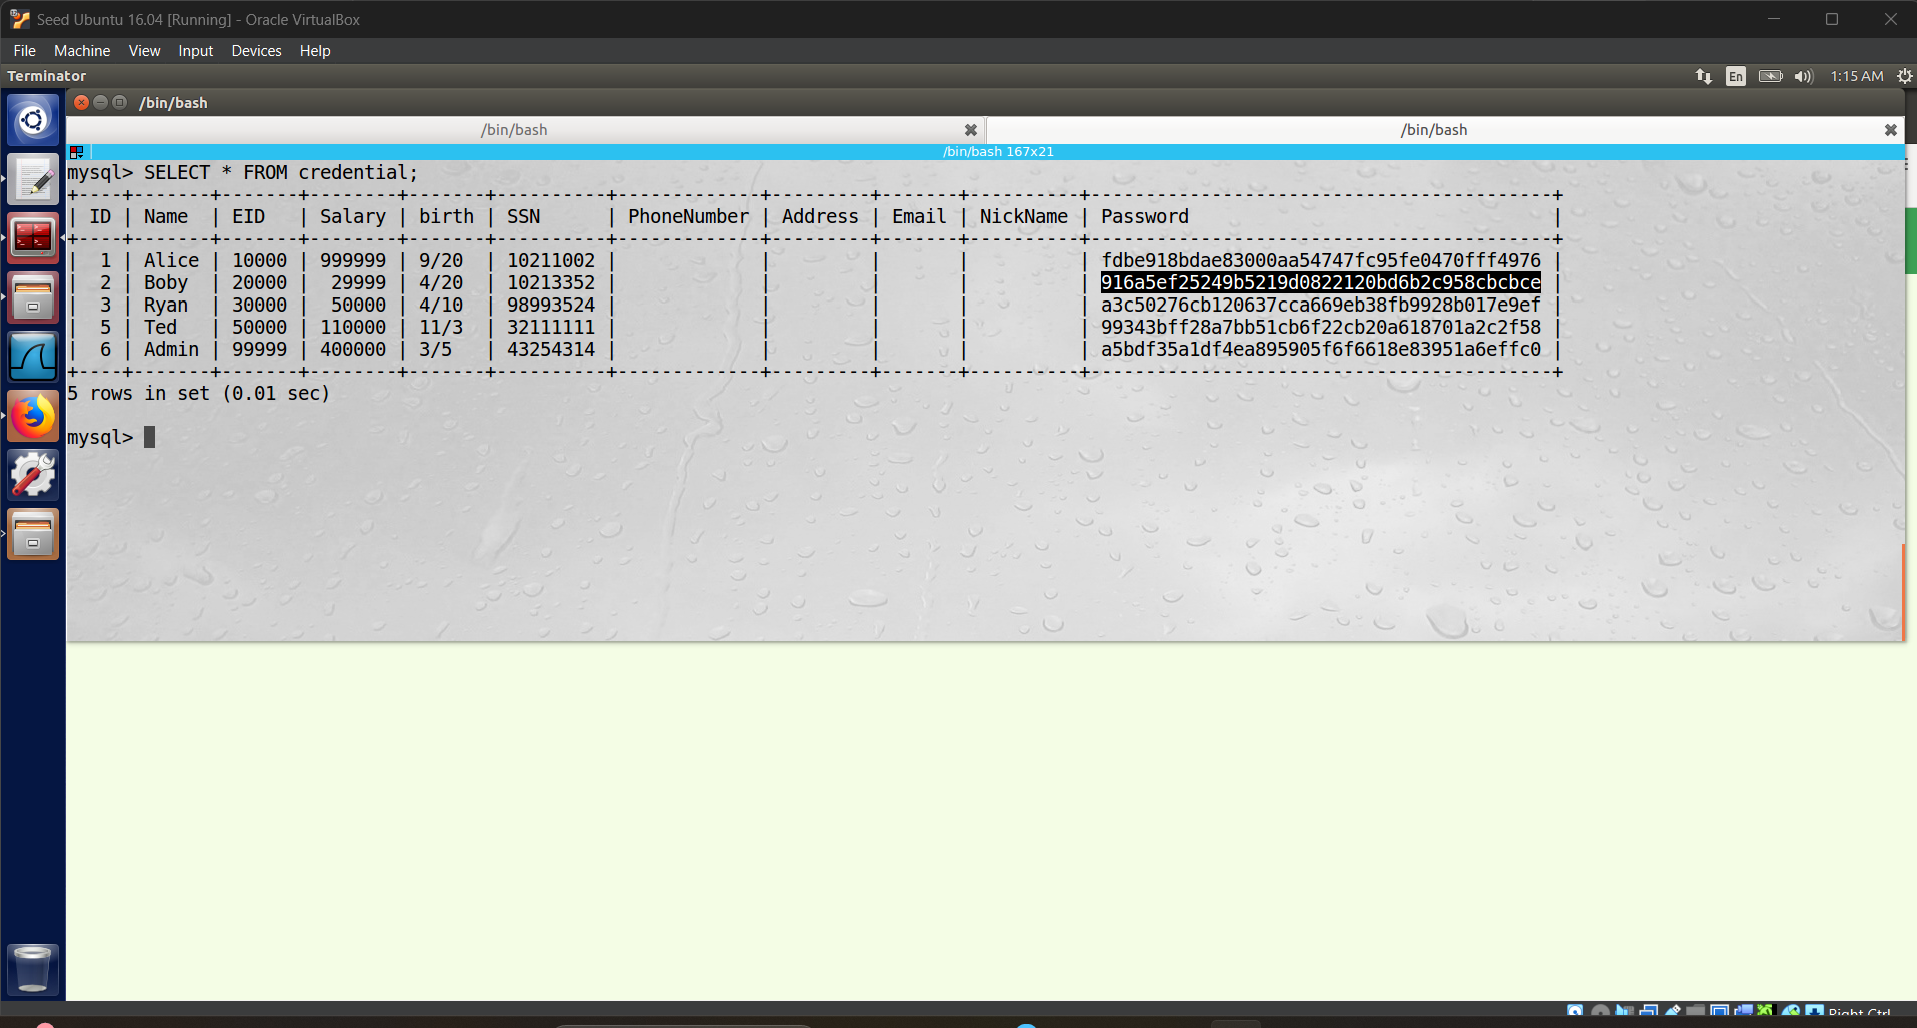 Seed Ubuntu 16.04 [Running] - Oracle VirtualBox
File Machine View Input Devices Help
Terminator En 1:15 AM
/bin/bash
/bin/bash /bin/bash
/bin/bash 167x21
mysql> SELECT * FROM credential;
+----+-------+-------+--------+-------+----------+-------------+---------+-------+----------+------------------------------------------+
| ID | Name  | EID   | Salary | birth | SSN      | PhoneNumber | Address | Email | NickName | Password                                 |
+----+-------+-------+--------+-------+----------+-------------+---------+-------+----------+------------------------------------------+
|  1 | Alice | 10000 | 999999 | 9/20  | 10211002 |             |         |       |          | fdbe918bdae83000aa54747fc95fe0470fff4976 |
|  2 | Boby  | 20000 |  29999 | 4/20  | 10213352 |             |         |       |          | 916a5ef25249b5219d0822120bd6b2c958cbcbce |
|  3 | Ryan  | 30000 |  50000 | 4/10  | 98993524 |             |         |       |          | a3c50276cb120637cca669eb38fb9928b017e9ef |
|  5 | Ted   | 50000 | 110000 | 11/3  | 32111111 |             |         |       |          | 99343bff28a7bb51cb6f22cb20a618701a2c2f58 |
|  6 | Admin | 99999 | 400000 | 3/5   | 43254314 |             |         |       |          | a5bdf35a1df4ea895905f6f6618e83951a6effc0 |
+----+-------+-------+--------+-------+----------+-------------+---------+-------+----------+------------------------------------------+
5 rows in set (0.01 sec)
mysql>
Right Ctrl